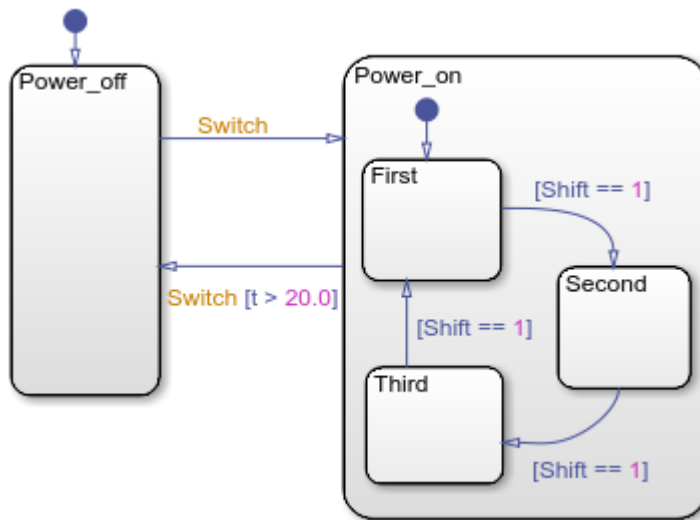 Power_off
Power_on
Switch
First
[Shift == 1]
Second
Switch [t > 20.0]
[Shift == 1]
Third
[Shift == 1]